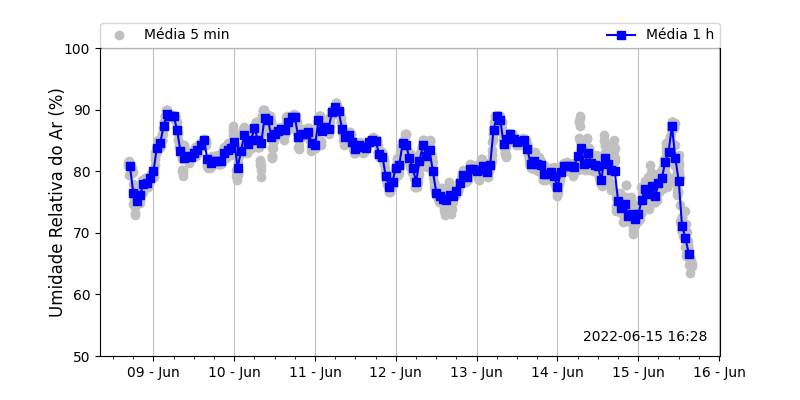 Média 5 min
Média 1 h
Umidade Relativa do Ar (%)
100
90
80
70
60
50
2022-06-15 16:28
09 - Jun
10 - Jun
11 - Jun
12 - Jun
13 - Jun
14 - Jun
15 - Jun
16 - Jun